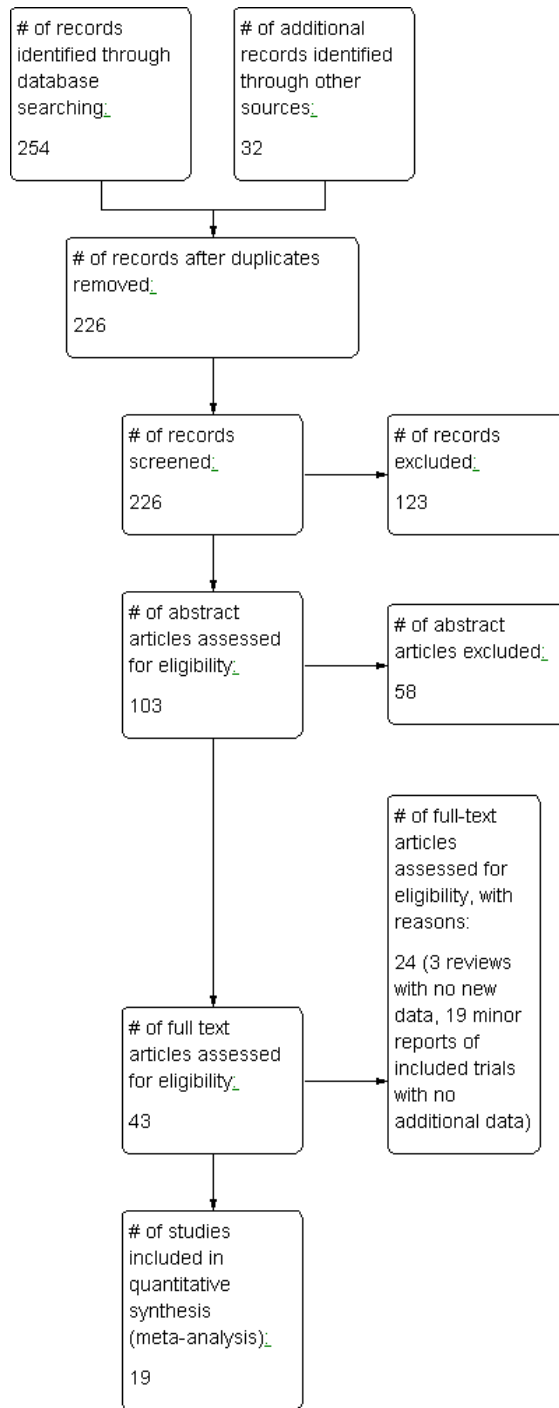 # of records
identified through
database
searching:
254
# of additional
records identified
through other
sources:
32
# of records after duplicates
removed:
226
# of records
screened:
226
# of records
excluded:
123
# of abstract
articles assessed
for eligibility:
103
# of abstract
articles excluded:
58
# of full-text
articles
assessed for
eligibility, with
reasons:
24 (3 reviews
with no new
data, 19 minor
reports of
included trials
with no
additional data)
# of full text
articles assessed
for eligibility:
43
# of studies
included in
quantitative
synthesis
(meta-analysis):
19